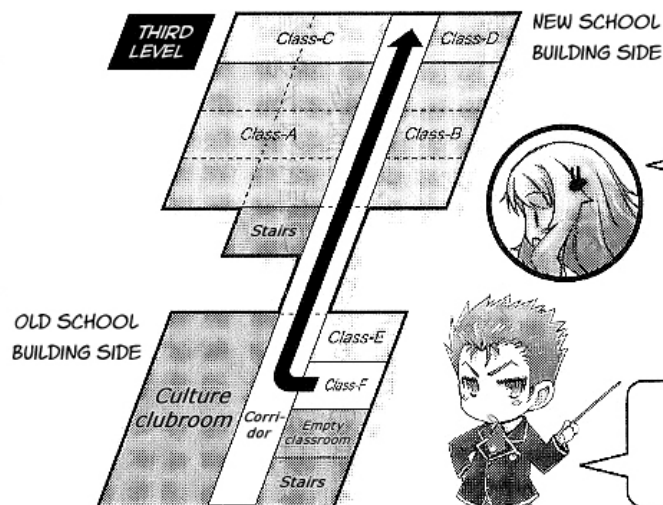 THIRD
LEVEL
Class-C
Class-D
NEW SCHOOL
BUILDING SIDE
Class-A
Class-B
Stairs
OLD SCHOOL
BUILDING SIDE
Class-E
Class-F
Culture
clubroom
Corri-
dor
Empty
classroom
Stairs